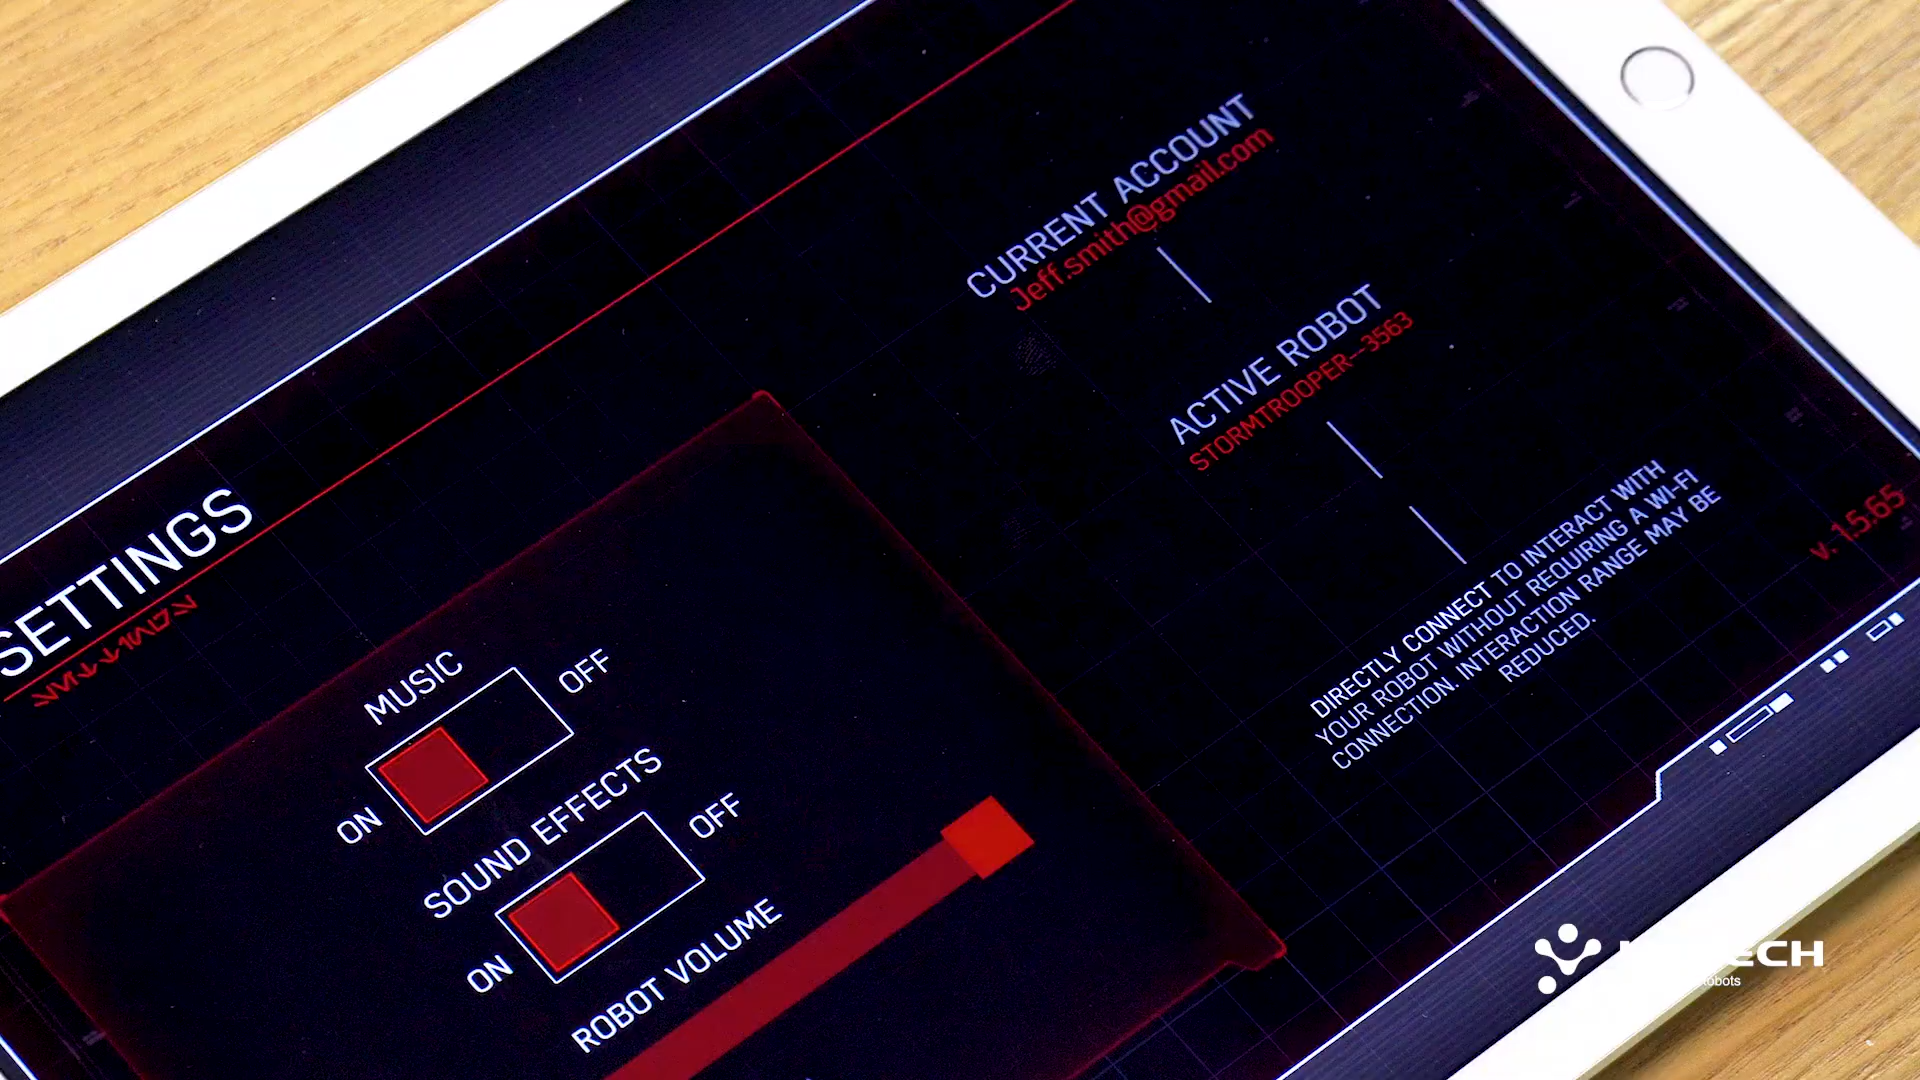 SETTINGS
MUSIC
ON
OFF
SOUND EFFECTS
ON
OFF
ROBOT VOLUME
CURRENT ACCOUNT
Jeff.smith@gmail.com
ACTIVE ROBOT
STORMTROOPER--3563
DIRECTLY CONNECT TO INTERACT WITH
YOUR ROBOT WITHOUT REQUIRING A WI-FI
CONNECTION. INTERACTION RANGE MAY BE
REDUCED.
v. 1.5.65